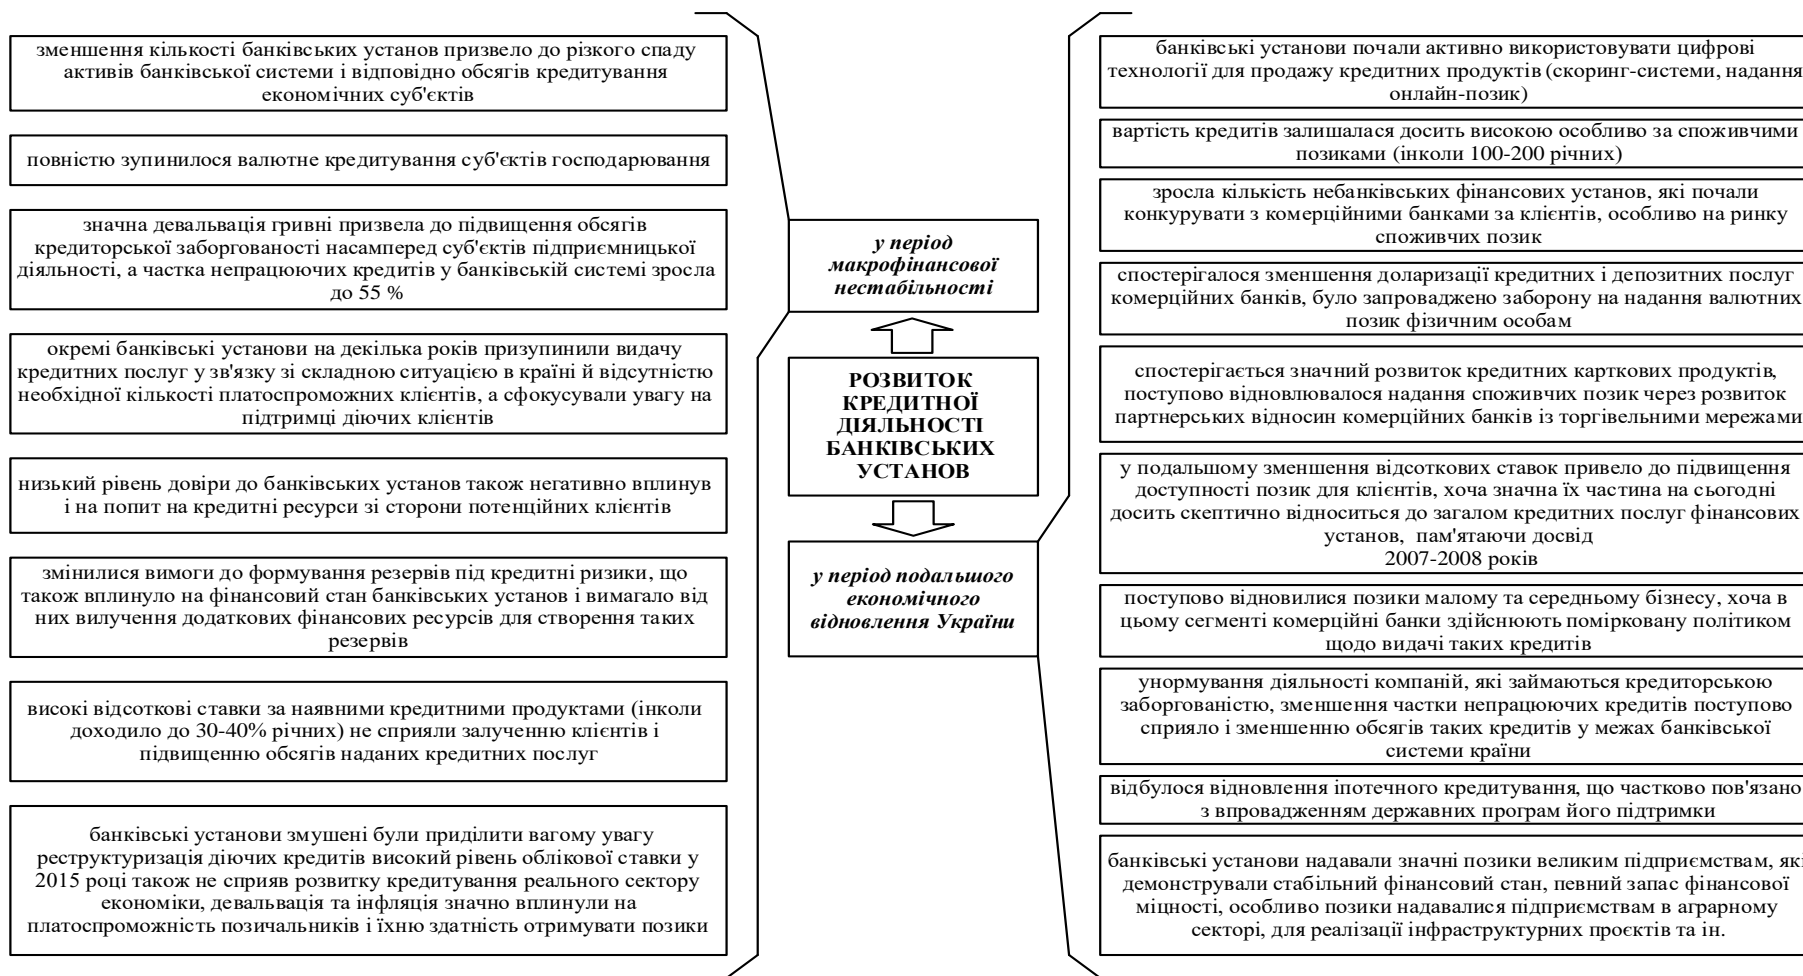 зменшення кількості банківських установ призвело до різкого спаду
активів банківської системи і відповідно обсягів кредитування
економічних суб'єктів
повністю зупинилося валютне кредитування суб'єктів господарювання
значна девальвація гривні призвела до підвищення обсягів
кредиторської заборгованості насамперед суб'єктів підприємницької
діяльності, а частка непрацюючих кредитів у банківській системі зросла
до 55 %
окремі банківські установи на декілька років призупинили видачу
кредитних послуг у зв'язку зі складною ситуацією в країні й відсутністю
необхідної кількості платоспроможних клієнтів, а сфокусували увагу на
підтримці діючих клієнтів
низький рівень довіри до банківських установ також негативно вплинув
і на попит на кредитні ресурси зі сторони потенційних клієнтів
змінилися вимоги до формування резервів під кредитні ризики, що
також вплинуло на фінансовий стан банківських установ і вимагало від
них вилучення додаткових фінансових ресурсів для створення таких
резервів
високі відсоткові ставки за наявними кредитними продуктами (інколи
доходило до 30-40% річних) не сприяли залученню клієнтів і
підвищенню обсягів наданих кредитних послуг
банківські установи змушені були приділити вагому увагу
реструктуризація діючих кредитів високий рівень облікової ставки у
2015 році також не сприяв розвитку кредитування реального сектору
економіки, девальвація та інфляція значно вплинули на
платоспроможність позичальників і їхню здатність отримувати позики
у період
макрофінансової
нестабільності
РОЗВИТОК
КРЕДИТНОЇ
ДІЯЛЬНОСТІ
БАНКІВСЬКИХ
УСТАНОВ
у період подальшого
економічного
відновлення України
банківські установи почали активно використовувати цифрові
технології для продажу кредитних продуктів (скоринг-системи, надання
онлайн-позик)
вартість кредитів залишалася досить високою особливо за споживчими
позиками (інколи 100-200 річних)
зросла кількість небанківських фінансових установ, які почали
конкурувати з комерційними банками за клієнтів, особливо на ринку
споживчих позик
спостерігалося зменшення доларизації кредитних і депозитних послуг
комерційних банків, було запроваджено заборону на надання валютних
позик фізичним особам
спостерігається значний розвиток кредитних карткових продуктів,
поступово відновлювалося надання споживчих позик через розвиток
партнерських відносин комерційних банків із торгівельними мережами
у подальшому зменшення відсоткових ставок привело до підвищення
доступності позик для клієнтів, хоча значна їх частина на сьогодні
досить скептично відноситься до загалом кредитних послуг фінансових
установ, пам'ятаючи досвід
2007-2008 років
поступово відновилися позики малому та середньому бізнесу, хоча в
цьому сегменті комерційні банки здійснюють помірковану політиком
щодо видачі таких кредитів
унормування діяльності компаній, які займаються кредиторською
заборгованістю, зменшення частки непрацюючих кредитів поступово
сприяло і зменшенню обсягів таких кредитів у межах банківської
системи країни
відбулося відновлення іпотечного кредитування, що частково пов'язано
з впровадженням державних програм його підтримки
банківські установи надавали значні позики великим підприємствам, які
демонстрували стабільний фінансовий стан, певний запас фінансової
міцності, особливо позики надавалися підприємствам в аграрному
секторі, для реалізації інфраструктурних проєктів та ін.